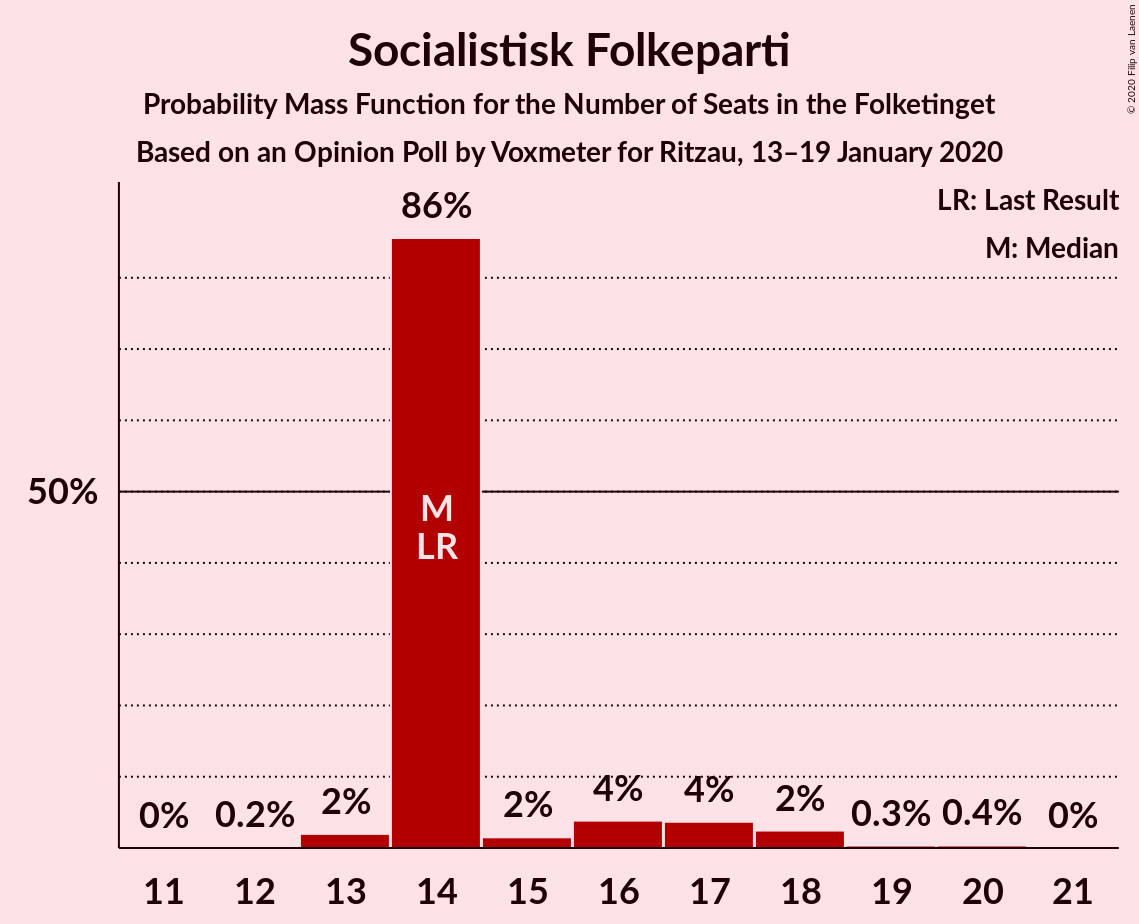 Socialistisk Folkeparti
Probability Mass Function for the Number of Seats in the Folketinget
Based on an Opinion Poll by Voxmeter for Ritzau, 13–19 January 2020
© 2020 Filip van Laenen
LR: Last Result
M: Median
86%
50%
M
LR
0% 0.2% 2% 2% 4% 4% 2% 0.3% 0.4% 0%
11 12 13 14 15 16 17 18 19 20 21